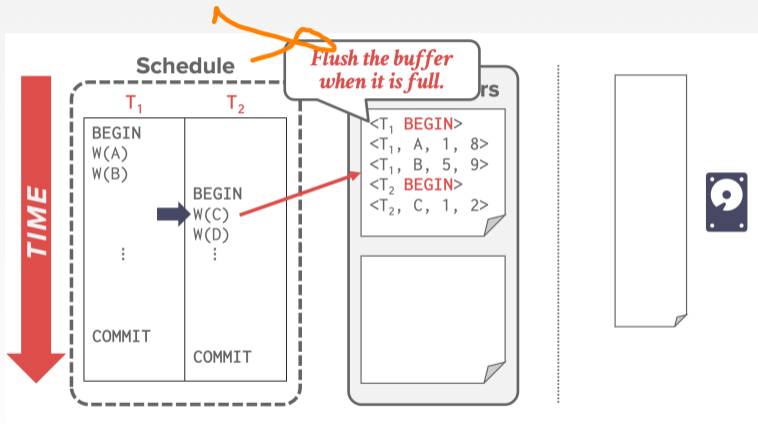 Schedule
Flush the buffer
when it is full.
rs
TIME
T₁ T₂
BEGIN
W(A)
W(B)
⋮
COMMIT
BEGIN
W(C)
W(D)
⋮
COMMIT
<T₁ BEGIN>
<T₁, A, 1, 8>
<T₁, B, 5, 9>
<T₂ BEGIN>
<T₂, C, 1, 2>